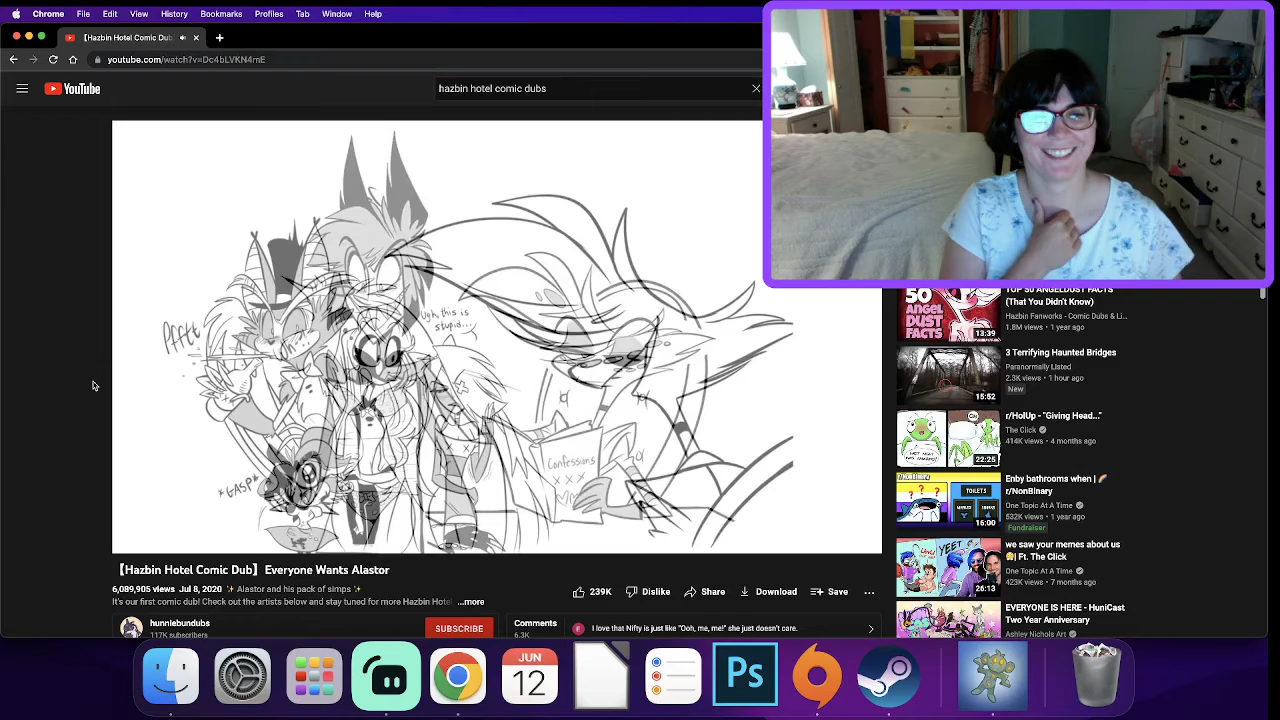 Chrome File Edit View History Bookmarks Profiles Tab Window Help
【Hazbin Hotel Comic Dub
youtube.com/watch?v=Dc4bLVKN4mE
YouTube
hazbin hotel comic dubs
Pffft
Ugh, this is
stupid...
*GASP*
Confessions
X X X
【Hazbin Hotel Comic Dub】 Everyone Wants Alastor
6,089,905 views Jul 8, 2020 ✨ Alastor and his pack of simps ✨
It's our first comic dub! Check out the artists below and stay tuned for more Hazbin Hotel ...more
239K Dislike Share Download Save
hunniebundubs
117K subscribers
SUBSCRIBE
Comments
6.3K
I love that Nifty is just like "Ooh, me, me!" she just doesn't care.
50
ANGELDUST
FACTS
13:39
TOP 50 ANGELDUST FACTS
(That You Didn't Know)
Hazbin Fanworks - Comic Dubs & Li...
1.8M views • 1 year ago
15:52
3 Terrifying Haunted Bridges
Paranormally Listed
2.3K views • 1 hour ago
New
22:25
r/HolUp - "Giving Head..."
The Click
414K views • 4 months ago
TOILETS
16:00
Enby bathrooms when | 🌈
r/NonBinary
One Topic At A Time
532K views • 1 year ago
Fundraiser
YEET
26:13
we saw your memes about us
🤗| Ft. The Click
One Topic At A Time
423K views • 7 months ago
EVERYONE IS HERE - HuniCast
Two Year Anniversary
Ashley Nichols Art
JUN
12
Ps